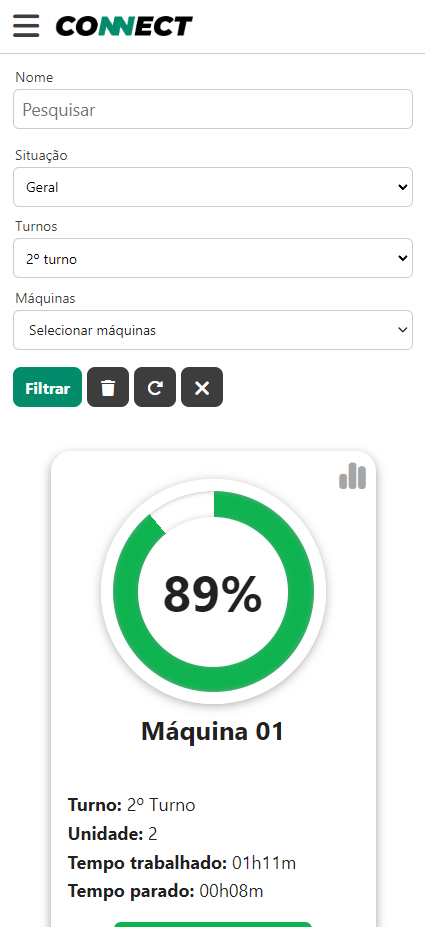 CONNECT
Nome
Pesquisar
Situação
Geral
Turnos
2º turno
Máquinas
Selecionar máquinas
Filtrar
89%
Máquina 01
Turno: 2º Turno
Unidade: 2
Tempo trabalhado: 01h11m
Tempo parado: 00h08m